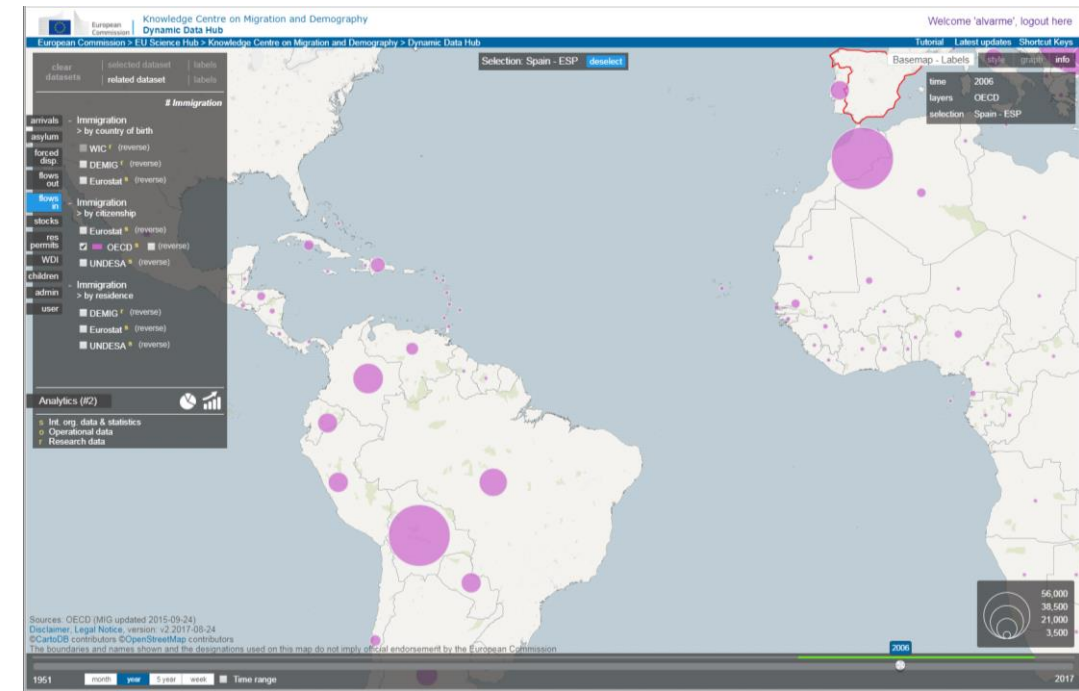 European Commission
Knowledge Centre on Migration and Demography
Dynamic Data Hub
Welcome 'alvarme', logout here
European Commission > EU Science Hub > Knowledge Centre on Migration and Demography > Dynamic Data Hub
Tutorial Latest updates Shortcut Keys
clear datasets
selected dataset | labels
related dataset | labels
Selection: Spain - ESP deselect
Basemap - Labels style graph info
time 2006
layers OECD
selection Spain - ESP
# Immigration
arrivals
asylum
forced disp.
flows out
flows in
stocks
res permits
WDI
children
admin
user
- Immigration
> by country of birth
WIC r (reverse)
DEMIG r (reverse)
Eurostat s (reverse)
- Immigration
> by citizenship
Eurostat s (reverse)
OECD s (reverse)
UNDESA s (reverse)
- Immigration
> by residence
DEMIG r (reverse)
Eurostat s (reverse)
UNDESA s (reverse)
Analytics (#2)
s Int. org. data & statistics
o Operational data
r Research data
56,000
38,500
21,000
3,500
Sources: OECD (MIG updated 2015-09-24)
Disclaimer, Legal Notice, version: v2.2017-08-24
©CartoDB contributors ©OpenStreetMap contributors
The boundaries and names shown and the designations used on this map do not imply official endorsement by the European Commission
2006
1951 month year 5 year week Time range 2017